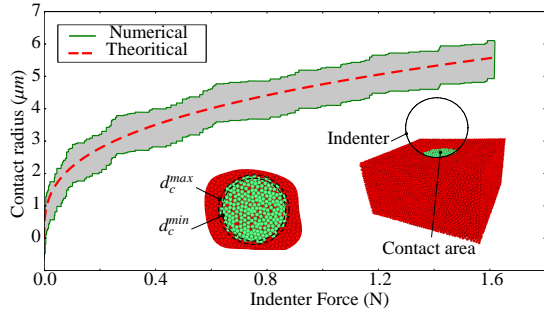 Numerical
Theoritical
Contact radius (μm)
7
6
5
4
3
2
1
0
Indenter
d_c^max
d_c^min
Contact area
0.0 0.4 0.8 1.2 1.6
Indenter Force (N)